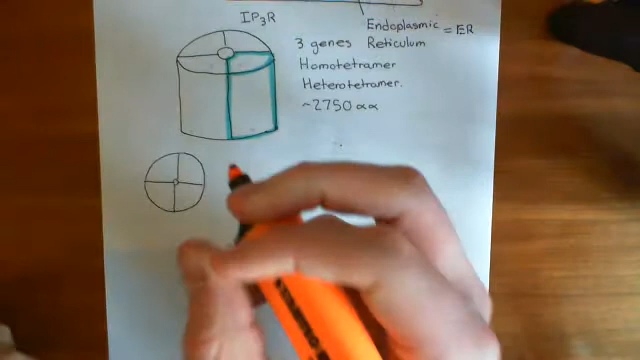 IP₃R
Endoplasmic = ER
Reticulum
3 genes
Homotetramer
Heterotetramer.
~2750 αα